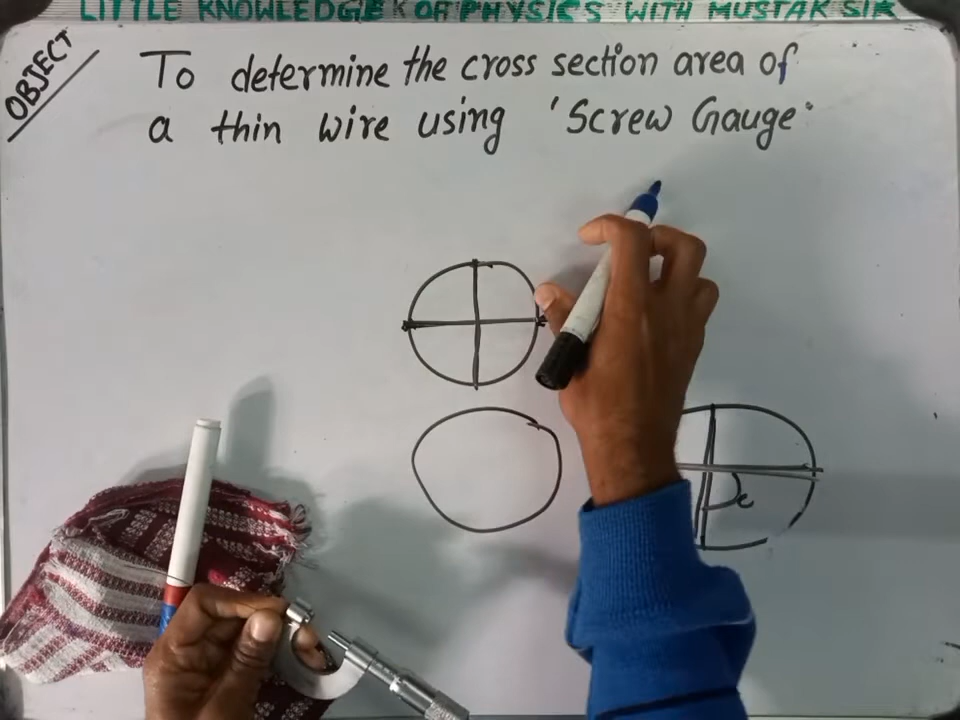 LITTLE KNOWLEDGE OF PHYSICS WITH MUSTAK SIR
OBJECT
To determine the cross section area of
a thin wire using 'Screw Gauge'